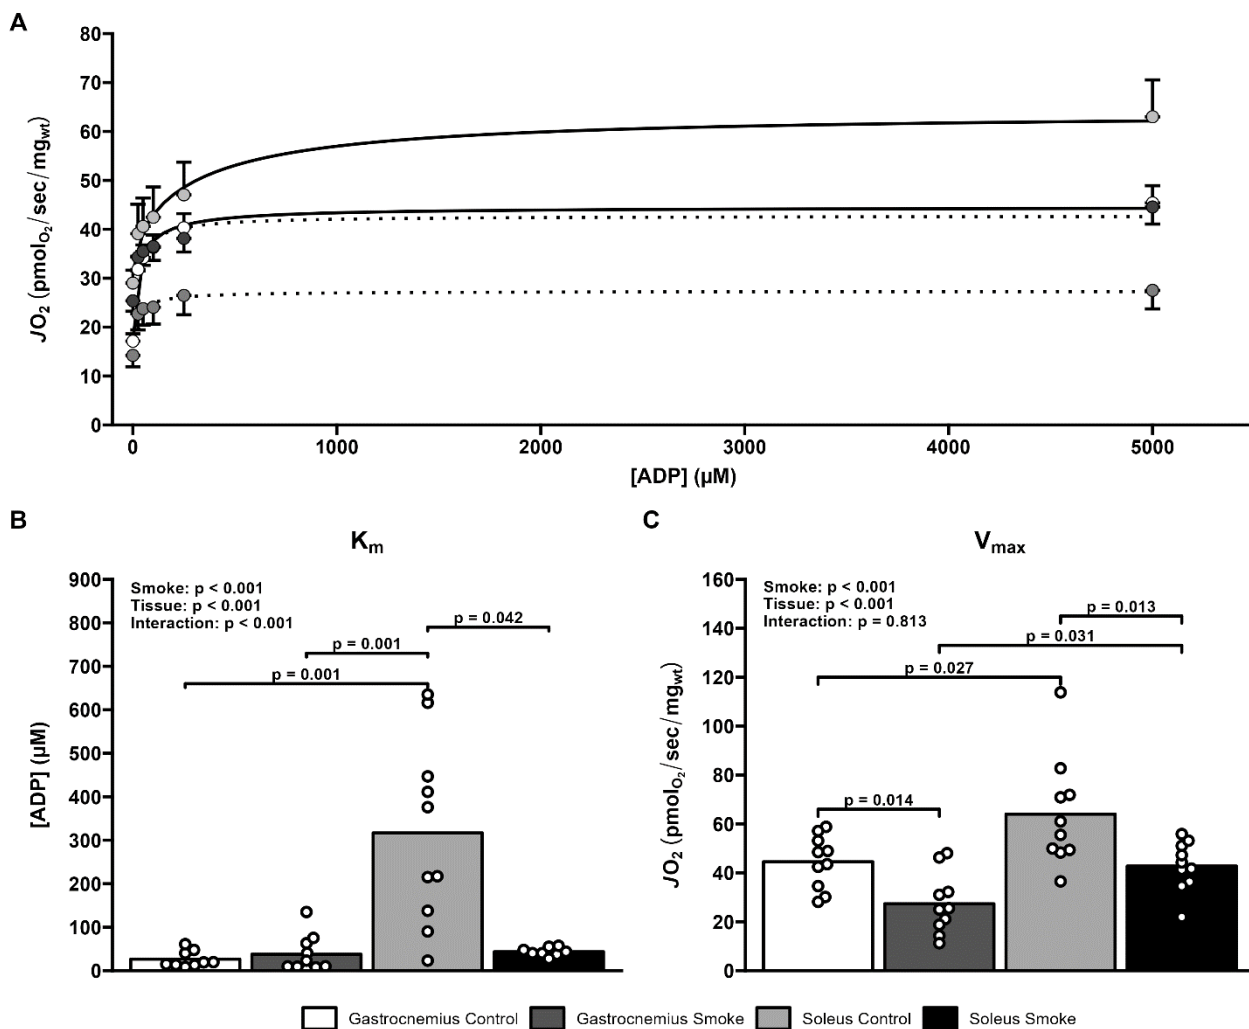 A
80
70
60
50
40
30
20
10
0
JO2 (pmolO2/sec/mgwt)
0 1000 2000 3000 4000 5000
[ADP] (µM)
B
Km
900
800
700
600
500
400
300
200
100
0
[ADP] (µM)
Smoke: p < 0.001
Tissue: p < 0.001
Interaction: p < 0.001
p = 0.042
p = 0.001
p = 0.001
C
Vmax
160
140
120
100
80
60
40
20
0
JO2 (pmolO2/sec/mgwt)
Smoke: p < 0.001
Tissue: p < 0.001
Interaction: p = 0.813
p = 0.013
p = 0.031
p = 0.027
p = 0.014
Gastrocnemius Control Gastrocnemius Smoke Soleus Control Soleus Smoke